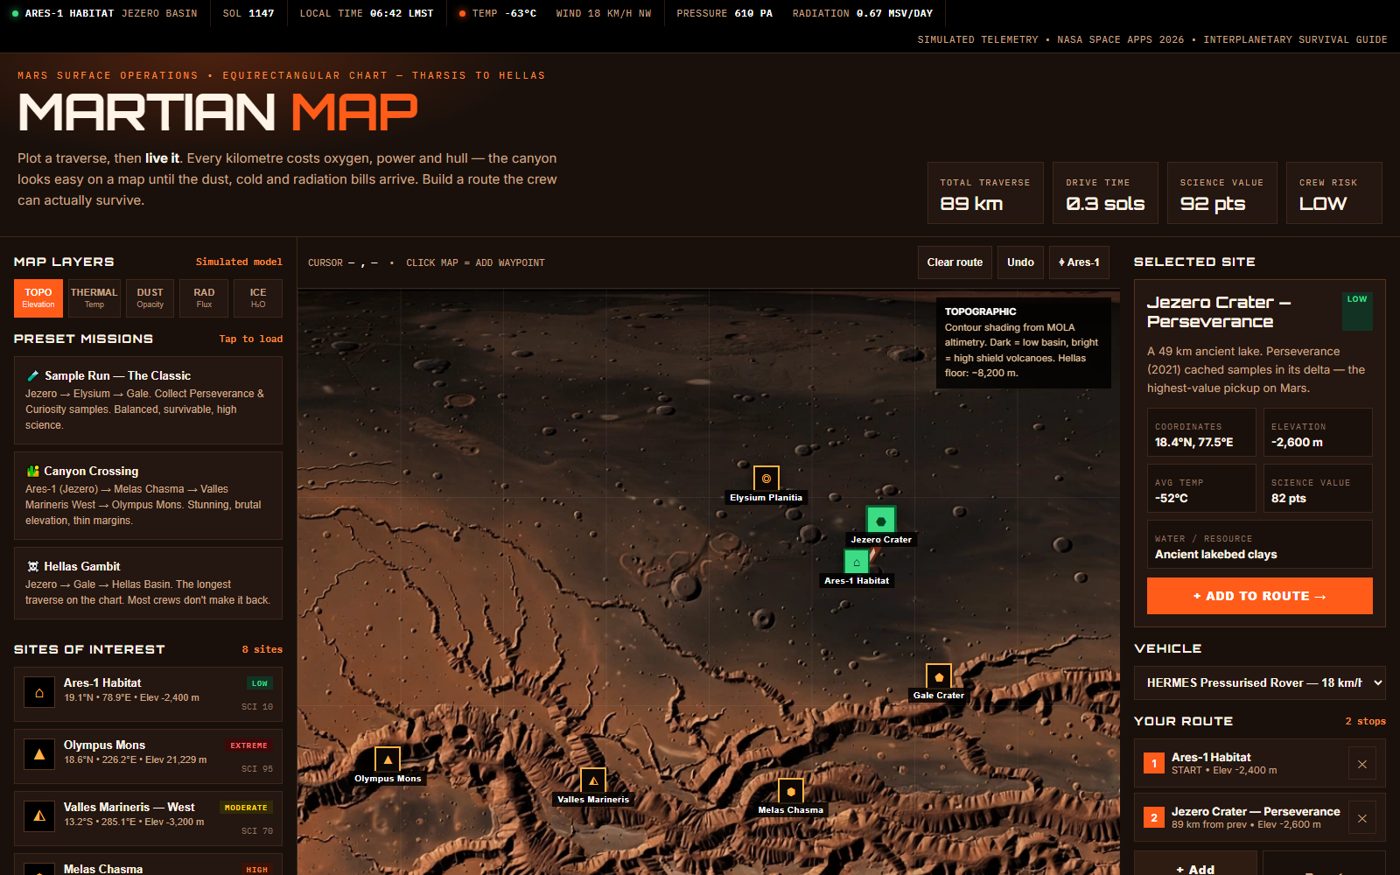 ARES-1 HABITAT JEZERO BASIN
SOL 1147
LOCAL TIME 06:42 LMST
TEMP -63°C
WIND 18 KM/H NW
PRESSURE 610 PA
RADIATION 0.67 MSV/DAY
SIMULATED TELEMETRY • NASA SPACE APPS 2026 • INTERPLANETARY SURVIVAL GUIDE
MARS SURFACE OPERATIONS • EQUIRECTANGULAR CHART — THARSIS TO HELLAS
MARTIAN MAP
Plot a traverse, then live it. Every kilometre costs oxygen, power and hull — the canyon
looks easy on a map until the dust, cold and radiation bills arrive. Build a route the crew
can actually survive.
TOTAL TRAVERSE
89 km
DRIVE TIME
0.3 sols
SCIENCE VALUE
92 pts
CREW RISK
LOW
MAP LAYERS
Simulated model
TOPO
Elevation
THERMAL
Temp
DUST
Opacity
RAD
Flux
ICE
H₂O
PRESET MISSIONS
Tap to load
Sample Run — The Classic
Jezero → Elysium → Gale. Collect Perseverance &
Curiosity samples. Balanced, survivable, high
science.
Canyon Crossing
Ares-1 (Jezero) → Melas Chasma → Valles
Marineris West → Olympus Mons. Stunning, brutal
elevation, thin margins.
Hellas Gambit
Jezero → Gale → Hellas Basin. The longest
traverse on the chart. Most crews don't make it back.
SITES OF INTEREST
8 sites
Ares-1 Habitat
LOW
19.1°N • 78.9°E • Elev -2,400 m
SCI 10
Olympus Mons
EXTREME
18.6°N • 226.2°E • Elev 21,229 m
SCI 95
Valles Marineris — West
MODERATE
13.2°S • 285.1°E • Elev -3,200 m
SCI 70
Melas Chasma
HIGH
CURSOR — , — • CLICK MAP = ADD WAYPOINT
Clear route
Undo
⌖ Ares-1
TOPOGRAPHIC
Contour shading from MOLA
altimetry. Dark = low basin, bright
= high shield volcanoes. Hellas
floor: −8,200 m.
Elysium Planitia
Jezero Crater
Ares-1 Habitat
Gale Crater
Olympus Mons
Valles Marineris
Melas Chasma
SELECTED SITE
Jezero Crater —
Perseverance
LOW
A 49 km ancient lake. Perseverance
(2021) cached samples in its delta — the
highest-value pickup on Mars.
COORDINATES
18.4°N, 77.5°E
ELEVATION
-2,600 m
AVG TEMP
-52°C
SCIENCE VALUE
82 pts
WATER / RESOURCE
Ancient lakebed clays
+ ADD TO ROUTE →
VEHICLE
HERMES Pressurised Rover — 18 km/h
YOUR ROUTE
2 stops
1
Ares-1 Habitat
START • Elev -2,400 m
2
Jezero Crater — Perseverance
89 km from prev • Elev -2,600 m
+ Add